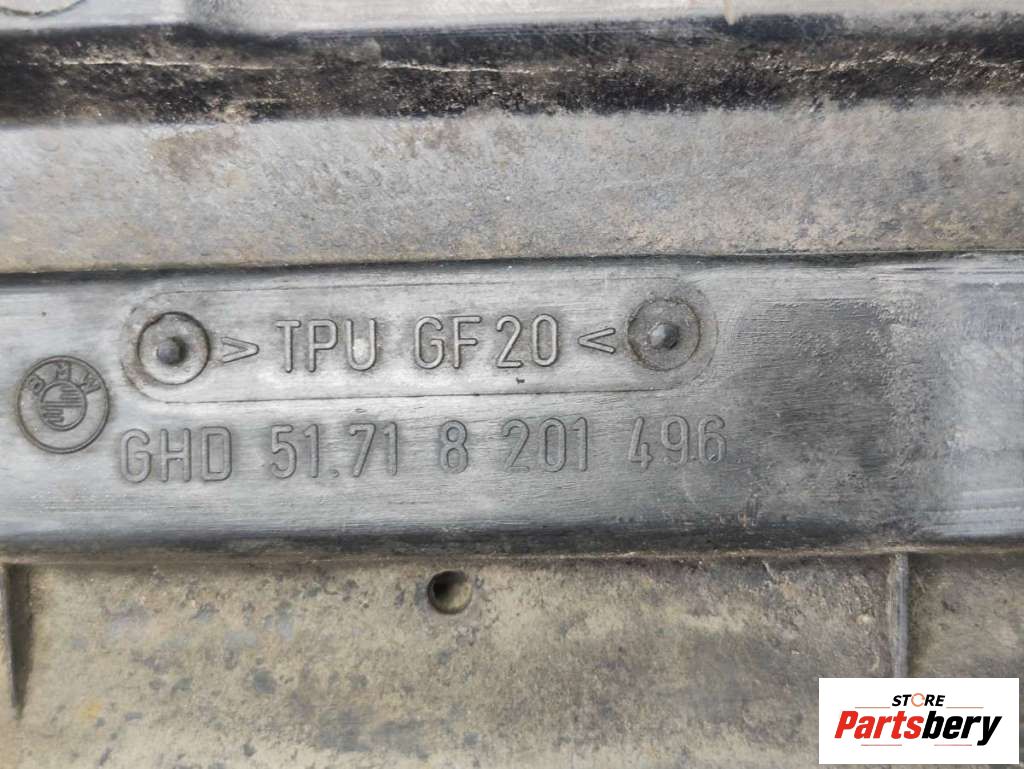 > TPU GF20 <
BMW
GHD 51.71 8 201 496
STORE
Partsbery